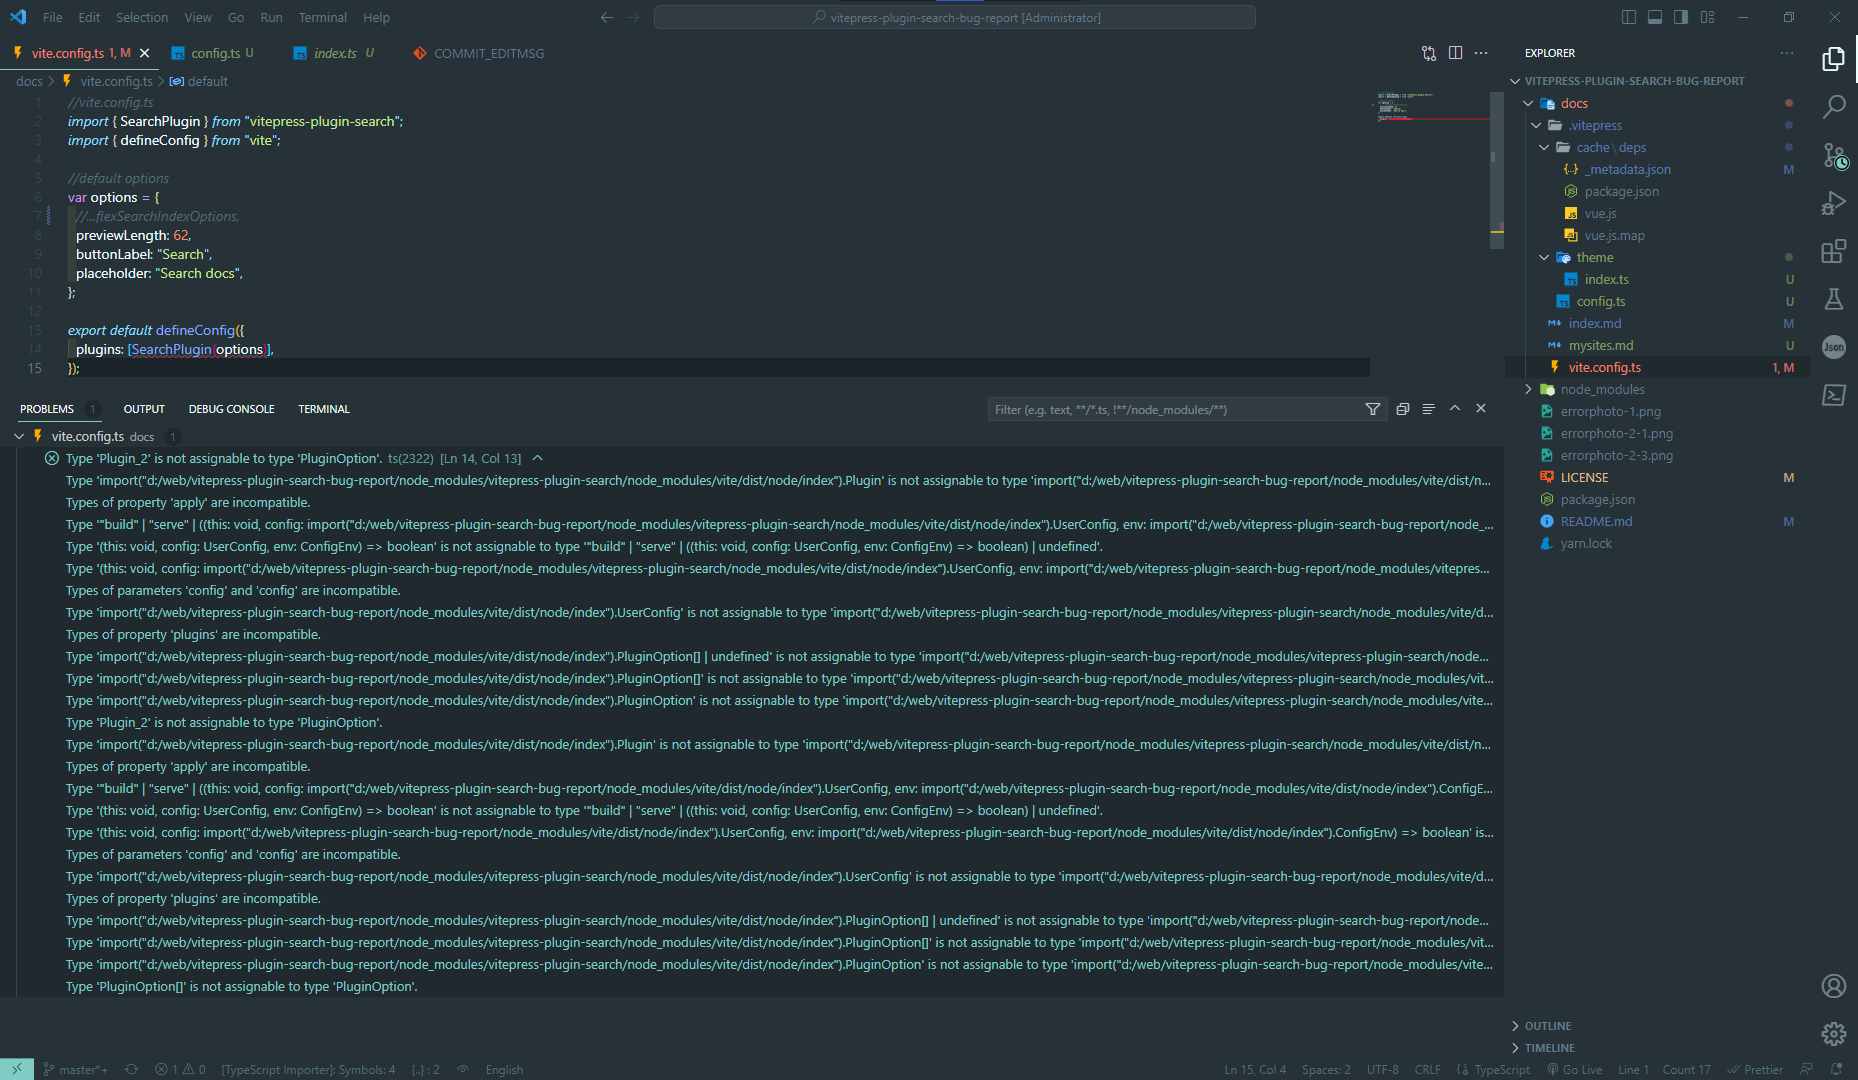 File Edit Selection View Go Run Terminal Help
vitepress-plugin-search-bug-report [Administrator]
vite.config.ts 1, M
config.ts U
index.ts U
COMMIT_EDITMSG
docs > vite.config.ts > default
1 //vite.config.ts
2 import { SearchPlugin } from "vitepress-plugin-search";
3 import { defineConfig } from "vite";
4
5 //default options
6 var options = {
7 //...flexSearchIndexOptions,
8 previewLength: 62,
9 buttonLabel: "Search",
10 placeholder: "Search docs",
11 };
12
13 export default defineConfig({
14 plugins: [SearchPlugin(options)],
15 });
PROBLEMS 1 OUTPUT DEBUG CONSOLE TERMINAL
Filter (e.g. text, **/*.ts, !**/node_modules/**)
vite.config.ts docs 1
Type 'Plugin_2' is not assignable to type 'PluginOption'. ts(2322) [Ln 14, Col 13]
Type 'import("d:/web/vitepress-plugin-search-bug-report/node_modules/vitepress-plugin-search/node_modules/vite/dist/node/index").Plugin' is not assignable to type 'import("d:/web/vitepress-plugin-search-bug-report/node_modules/vite/dist/n...
Types of property 'apply' are incompatible.
Type '"build" | "serve" | ((this: void, config: import("d:/web/vitepress-plugin-search-bug-report/node_modules/vitepress-plugin-search/node_modules/vite/dist/node/index").UserConfig, env: import("d:/web/vitepress-plugin-search-bug-report/node_...
Type '(this: void, config: UserConfig, env: ConfigEnv) => boolean' is not assignable to type '"build" | "serve" | ((this: void, config: UserConfig, env: ConfigEnv) => boolean) | undefined'.
Type '(this: void, config: import("d:/web/vitepress-plugin-search-bug-report/node_modules/vitepress-plugin-search/node_modules/vite/dist/node/index").UserConfig, env: import("d:/web/vitepress-plugin-search-bug-report/node_modules/vitepres...
Types of parameters 'config' and 'config' are incompatible.
Type 'import("d:/web/vitepress-plugin-search-bug-report/node_modules/vite/dist/node/index").UserConfig' is not assignable to type 'import("d:/web/vitepress-plugin-search-bug-report/node_modules/vitepress-plugin-search/node_modules/vite/d...
Types of property 'plugins' are incompatible.
Type 'import("d:/web/vitepress-plugin-search-bug-report/node_modules/vite/dist/node/index").PluginOption[] | undefined' is not assignable to type 'import("d:/web/vitepress-plugin-search-bug-report/node_modules/vitepress-plugin-search/node...
Type 'import("d:/web/vitepress-plugin-search-bug-report/node_modules/vite/dist/node/index").PluginOption[]' is not assignable to type 'import("d:/web/vitepress-plugin-search-bug-report/node_modules/vitepress-plugin-search/node_modules/vit...
Type 'import("d:/web/vitepress-plugin-search-bug-report/node_modules/vite/dist/node/index").PluginOption' is not assignable to type 'import("d:/web/vitepress-plugin-search-bug-report/node_modules/vitepress-plugin-search/node_modules/vite...
Type 'Plugin_2' is not assignable to type 'PluginOption'.
Type 'import("d:/web/vitepress-plugin-search-bug-report/node_modules/vite/dist/node/index").Plugin' is not assignable to type 'import("d:/web/vitepress-plugin-search-bug-report/node_modules/vitepress-plugin-search/node_modules/vite/dist/n...
Types of property 'apply' are incompatible.
Type '"build" | "serve" | ((this: void, config: import("d:/web/vitepress-plugin-search-bug-report/node_modules/vite/dist/node/index").UserConfig, env: import("d:/web/vitepress-plugin-search-bug-report/node_modules/vite/dist/node/index").ConfigE...
Type '(this: void, config: UserConfig, env: ConfigEnv) => boolean' is not assignable to type '"build" | "serve" | ((this: void, config: UserConfig, env: ConfigEnv) => boolean) | undefined'.
Type '(this: void, config: import("d:/web/vitepress-plugin-search-bug-report/node_modules/vite/dist/node/index").UserConfig, env: import("d:/web/vitepress-plugin-search-bug-report/node_modules/vite/dist/node/index").ConfigEnv) => boolean' is...
Types of parameters 'config' and 'config' are incompatible.
Type 'import("d:/web/vitepress-plugin-search-bug-report/node_modules/vitepress-plugin-search/node_modules/vite/dist/node/index").UserConfig' is not assignable to type 'import("d:/web/vitepress-plugin-search-bug-report/node_modules/vite/d...
Types of property 'plugins' are incompatible.
Type 'import("d:/web/vitepress-plugin-search-bug-report/node_modules/vitepress-plugin-search/node_modules/vite/dist/node/index").PluginOption[] | undefined' is not assignable to type 'import("d:/web/vitepress-plugin-search-bug-report/node...
Type 'import("d:/web/vitepress-plugin-search-bug-report/node_modules/vitepress-plugin-search/node_modules/vite/dist/node/index").PluginOption[]' is not assignable to type 'import("d:/web/vitepress-plugin-search-bug-report/node_modules/vit...
Type 'import("d:/web/vitepress-plugin-search-bug-report/node_modules/vitepress-plugin-search/node_modules/vite/dist/node/index").PluginOption' is not assignable to type 'import("d:/web/vitepress-plugin-search-bug-report/node_modules/vite...
Type 'PluginOption[]' is not assignable to type 'PluginOption'.
EXPLORER
VITEPRESS-PLUGIN-SEARCH-BUG-REPORT
docs
.vitepress
cache\deps
_metadata.json M
package.json
vue.js
vue.js.map
theme
index.ts U
config.ts U
index.md M
mysites.md U
vite.config.ts 1, M
node_modules
errorphoto-1.png
errorphoto-2-1.png
errorphoto-2-3.png
LICENSE M
package.json
README.md M
yarn.lock
OUTLINE
TIMELINE
Json
master*+ 1 0 [TypeScript Importer]: Symbols: 4 {..} : 2 English
Ln 15, Col 4 Spaces: 2 UTF-8 CRLF TypeScript Go Live Line 1 Count 17 Prettier